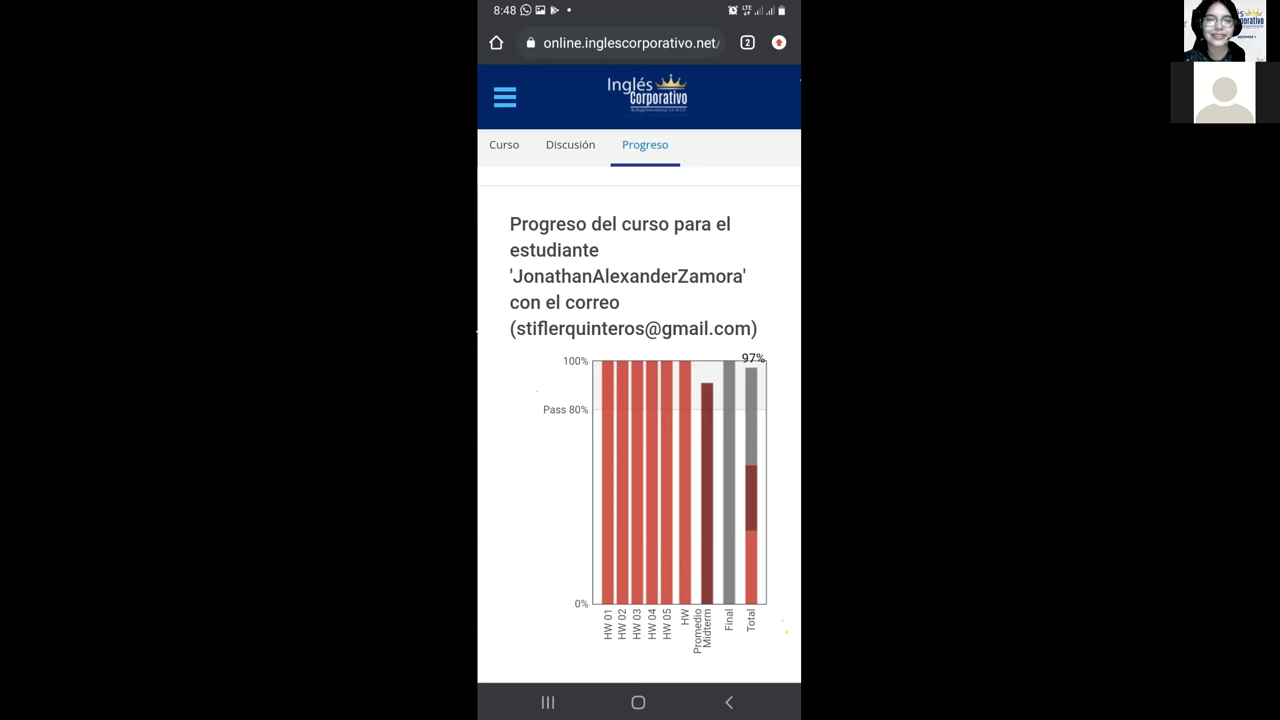 8:48
LTE
online.inglescorporativo.net/
2
Inglés
Corporativo
Curso
Discusión
Progreso
Progreso del curso para el
estudiante
'JonathanAlexanderZamora'
con el correo
(stiflerquinteros@gmail.com)
97%
100%
Pass 80%
0%
HW 01
HW 02
HW 03
HW 04
HW 05
HW Promedio
Midterm
Final
Total